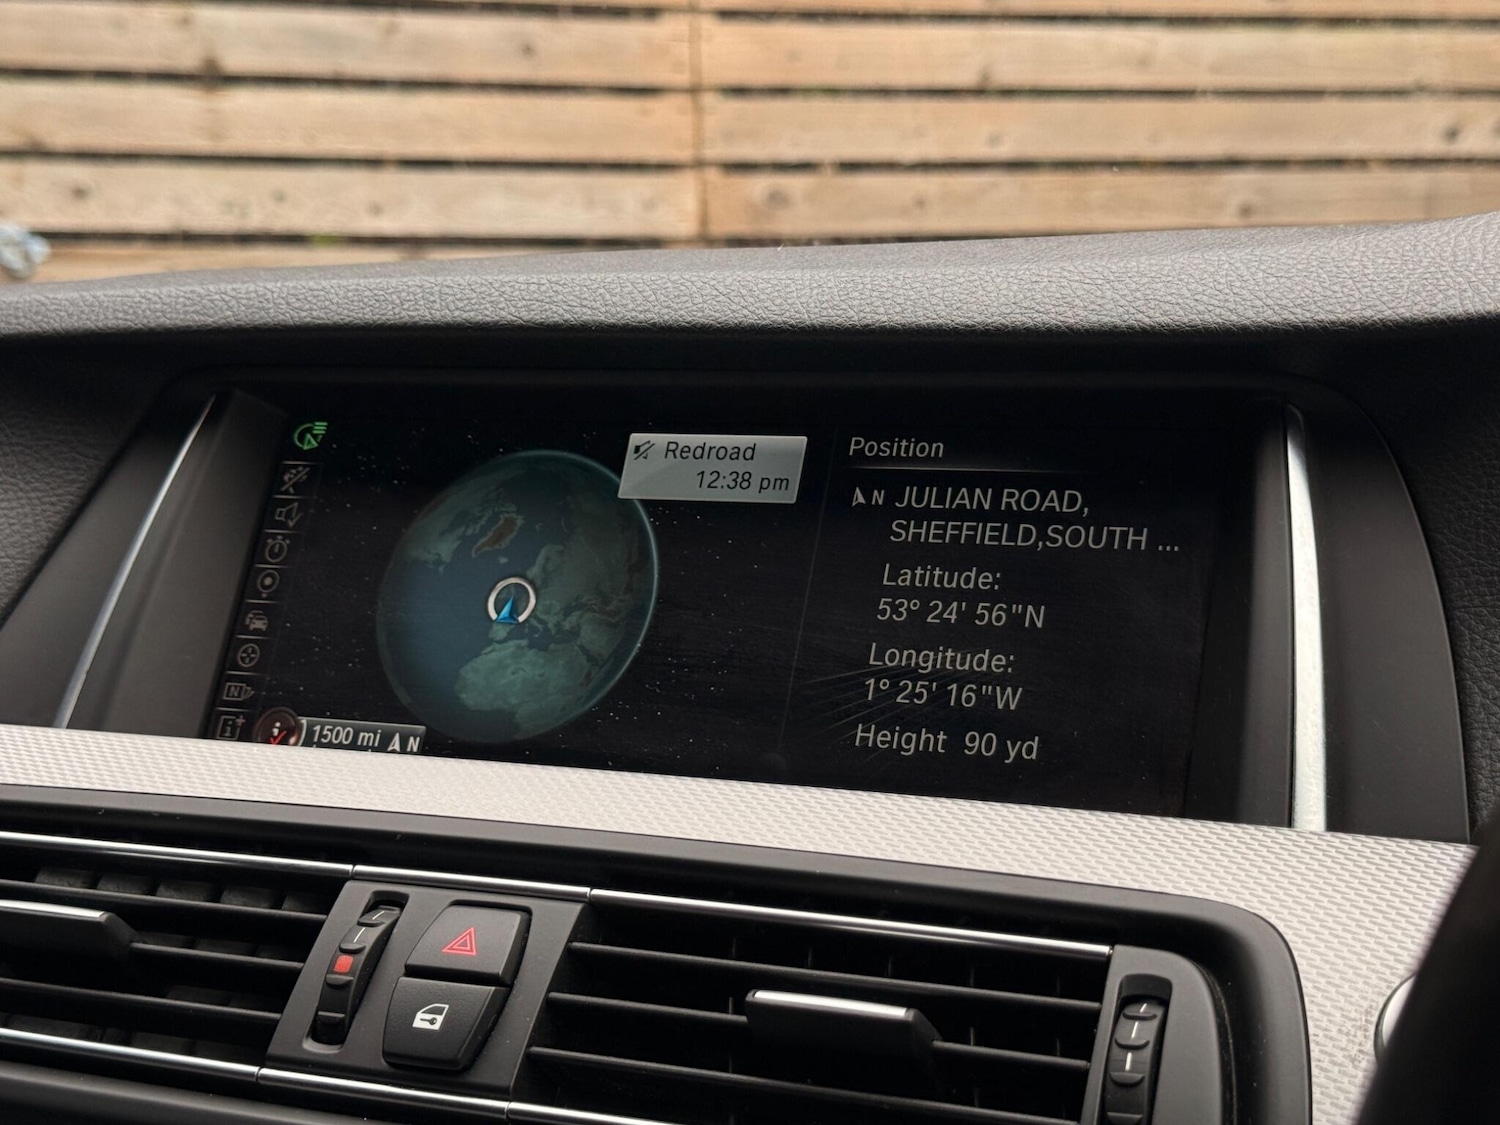 Redroad
12:38 pm
Position
N JULIAN ROAD,
SHEFFIELD,SOUTH ...
Latitude:
53° 24' 56"N
Longitude:
1° 25' 16"W
Height 90 yd
N
i
1500 mi N